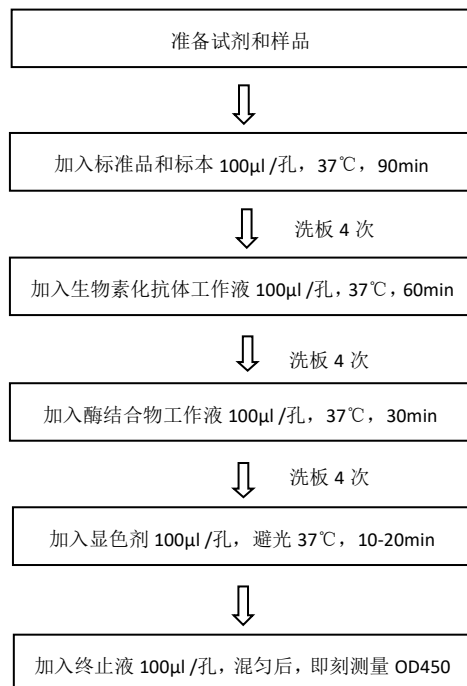 准备试剂和样品
加入标准品和标本 100μl /孔，37℃，90min
洗板 4 次
加入生物素化抗体工作液 100μl /孔，37℃，60min
洗板 4 次
加入酶结合物工作液 100μl /孔，37℃，30min
洗板 4 次
加入显色剂 100μl /孔，避光 37℃，10-20min
加入终止液 100μl /孔，混匀后，即刻测量 OD450